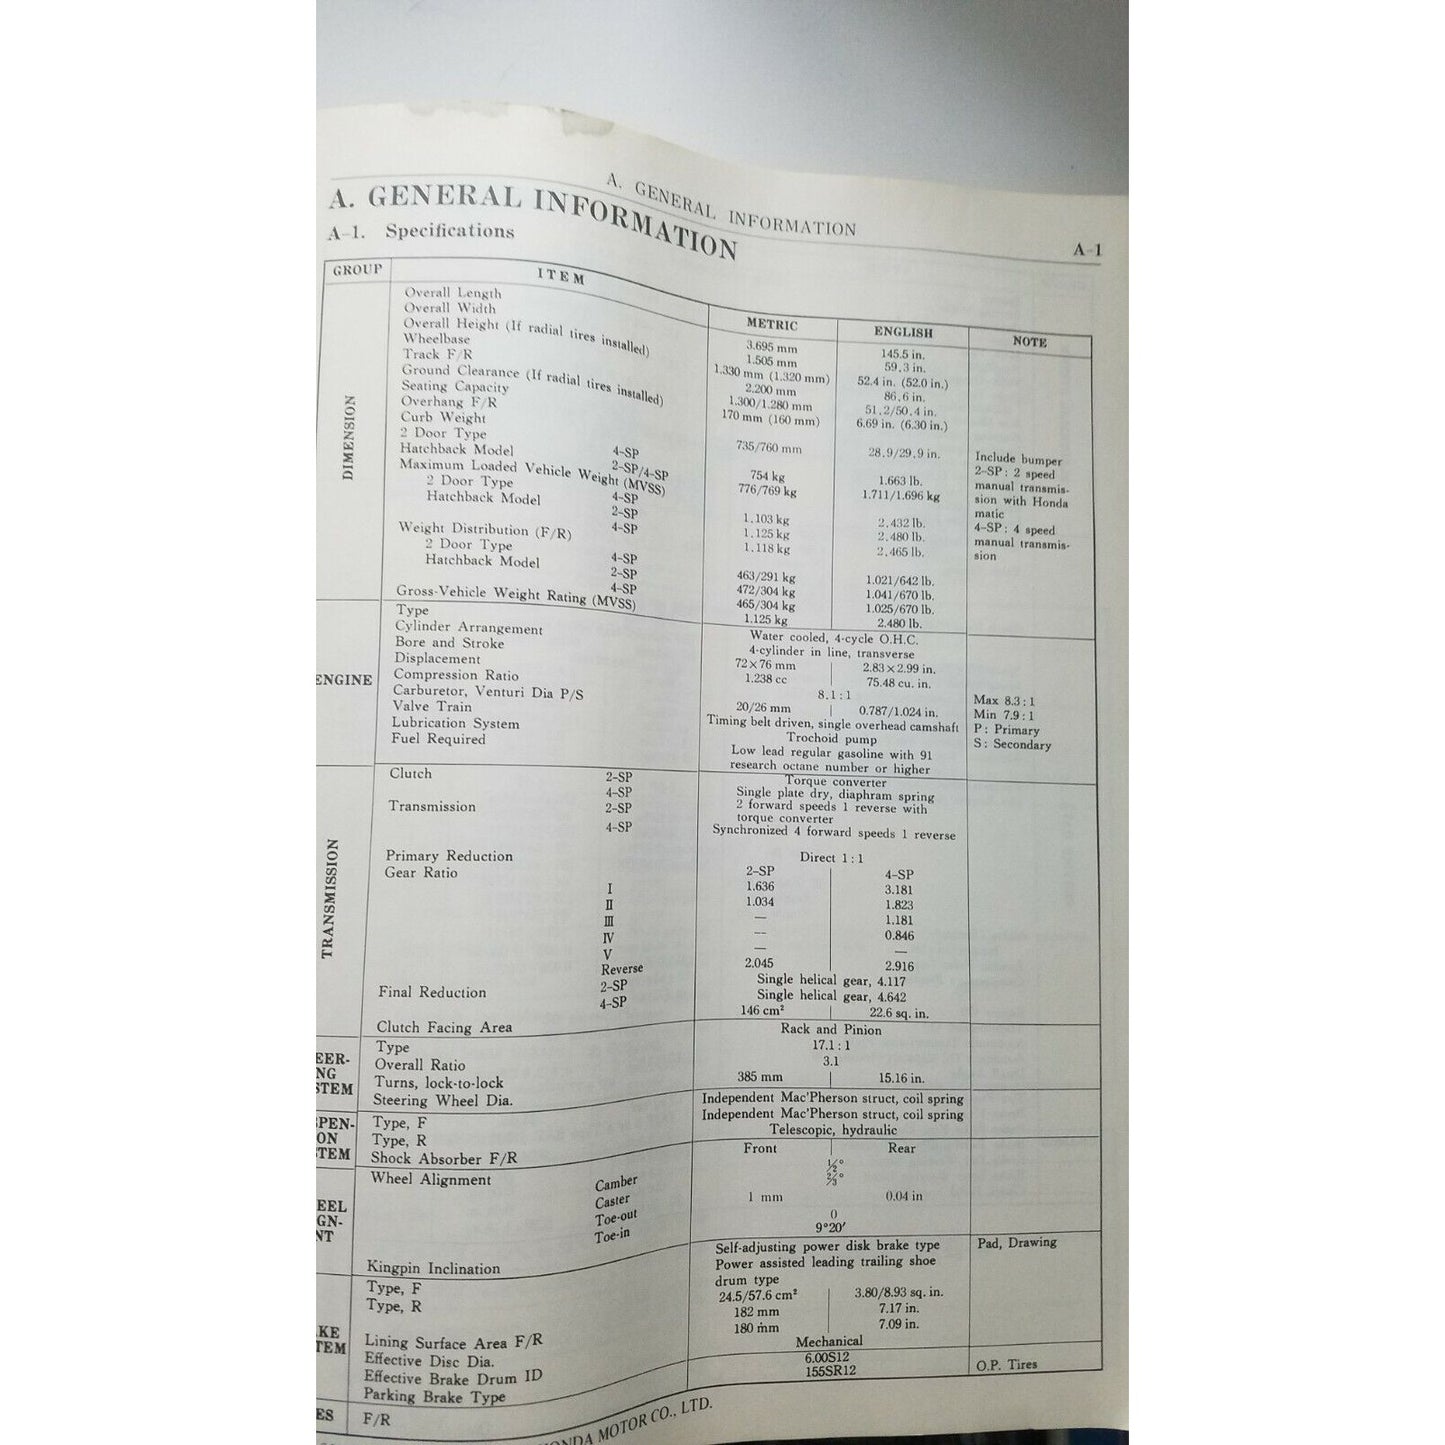 A. GENERAL INFORMATION
A-1
A. GENERAL INFORMATION
A-1. Specifications
GROUP ITEM METRIC ENGLISH NOTE
DIMENSION
Overall Length 3.695 mm 145.5 in.
Overall Width 1.505 mm 59.3 in.
Overall Height (If radial tires installed) 1.330 mm (1.320 mm) 52.4 in. (52.0 in.)
Wheelbase 2.200 mm 86.6 in.
Track F/R 1.300/1.280 mm 51.2/50.4 in.
Ground Clearance (If radial tires installed) 170 mm (160 mm) 6.69 in. (6.30 in.)
Seating Capacity
Overhang F/R 735/760 mm 28.9/29.9 in. Include bumper
Curb Weight
2 Door Type 4-SP 754 kg 1.663 lb.
Hatchback Model 2-SP/4-SP 776/769 kg 1.711/1.696 kg
2-SP: 2 speed
manual transmis-
sion with Honda
matic
4-SP: 4 speed
manual transmis-
sion
Maximum Loaded Vehicle Weight (MVSS)
2 Door Type 4-SP 1.103 kg 2.432 lb.
Hatchback Model 2-SP 1.125 kg 2.480 lb.
4-SP 1.118 kg 2.465 lb.
Weight Distribution (F/R)
2 Door Type 4-SP 463/291 kg 1.021/642 lb.
Hatchback Model 2-SP 472/304 kg 1.041/670 lb.
4-SP 465/304 kg 1.025/670 lb.
Gross-Vehicle Weight Rating (MVSS) 1.125 kg 2.480 lb.
ENGINE
Type Water cooled, 4-cycle O.H.C.
Cylinder Arrangement 4-cylinder in line, transverse
Bore and Stroke 72×76 mm 2.83×2.99 in.
Displacement 1.238 cc 75.48 cu. in.
Compression Ratio 8.1:1 Max 8.3:1
Min 7.9:1
Carburetor, Venturi Dia P/S 20/26 mm 0.787/1.024 in. P: Primary
S: Secondary
Valve Train Timing belt driven, single overhead camshaft
Lubrication System Trochoid pump
Fuel Required Low lead regular gasoline with 91
research octane number or higher
TRANSMISSION
Clutch 2-SP Torque converter
4-SP Single plate dry, diaphram spring
Transmission 2-SP 2 forward speeds 1 reverse with
torque converter
4-SP Synchronized 4 forward speeds 1 reverse
Primary Reduction Direct 1:1
Gear Ratio 2-SP 4-SP
I 1.636 3.181
II 1.034 1.823
III — 1.181
IV — 0.846
V — —
Reverse 2.045 2.916
Final Reduction 2-SP Single helical gear, 4.117
4-SP Single helical gear, 4.642
Clutch Facing Area 146 cm² 22.6 sq. in.
EER-
NG
STEM
Type Rack and Pinion
Overall Ratio 17.1:1
Turns, lock-to-lock 3.1
Steering Wheel Dia. 385 mm 15.16 in.
PEN-
ON
TEM
Type, F Independent Mac'Pherson struct, coil spring
Type, R Independent Mac'Pherson struct, coil spring
Shock Absorber F/R Telescopic, hydraulic
EEL
GN-
NT
Wheel Alignment Front Rear
Camber ½°
Caster ⅔°
Toe-out 1 mm 0.04 in
Toe-in 0
Kingpin Inclination 9°20′
KE
TEM
Type, F Self-adjusting power disk brake type Pad, Drawing
Type, R Power assisted leading trailing shoe
drum type
Lining Surface Area F/R 24.5/57.6 cm² 3.80/8.93 sq. in.
Effective Disc Dia. 182 mm 7.17 in.
Effective Brake Drum ID 180 mm 7.09 in.
Parking Brake Type Mechanical
ES
F/R 6.00S12
155SR12 O.P. Tires
HONDA MOTOR CO., LTD.